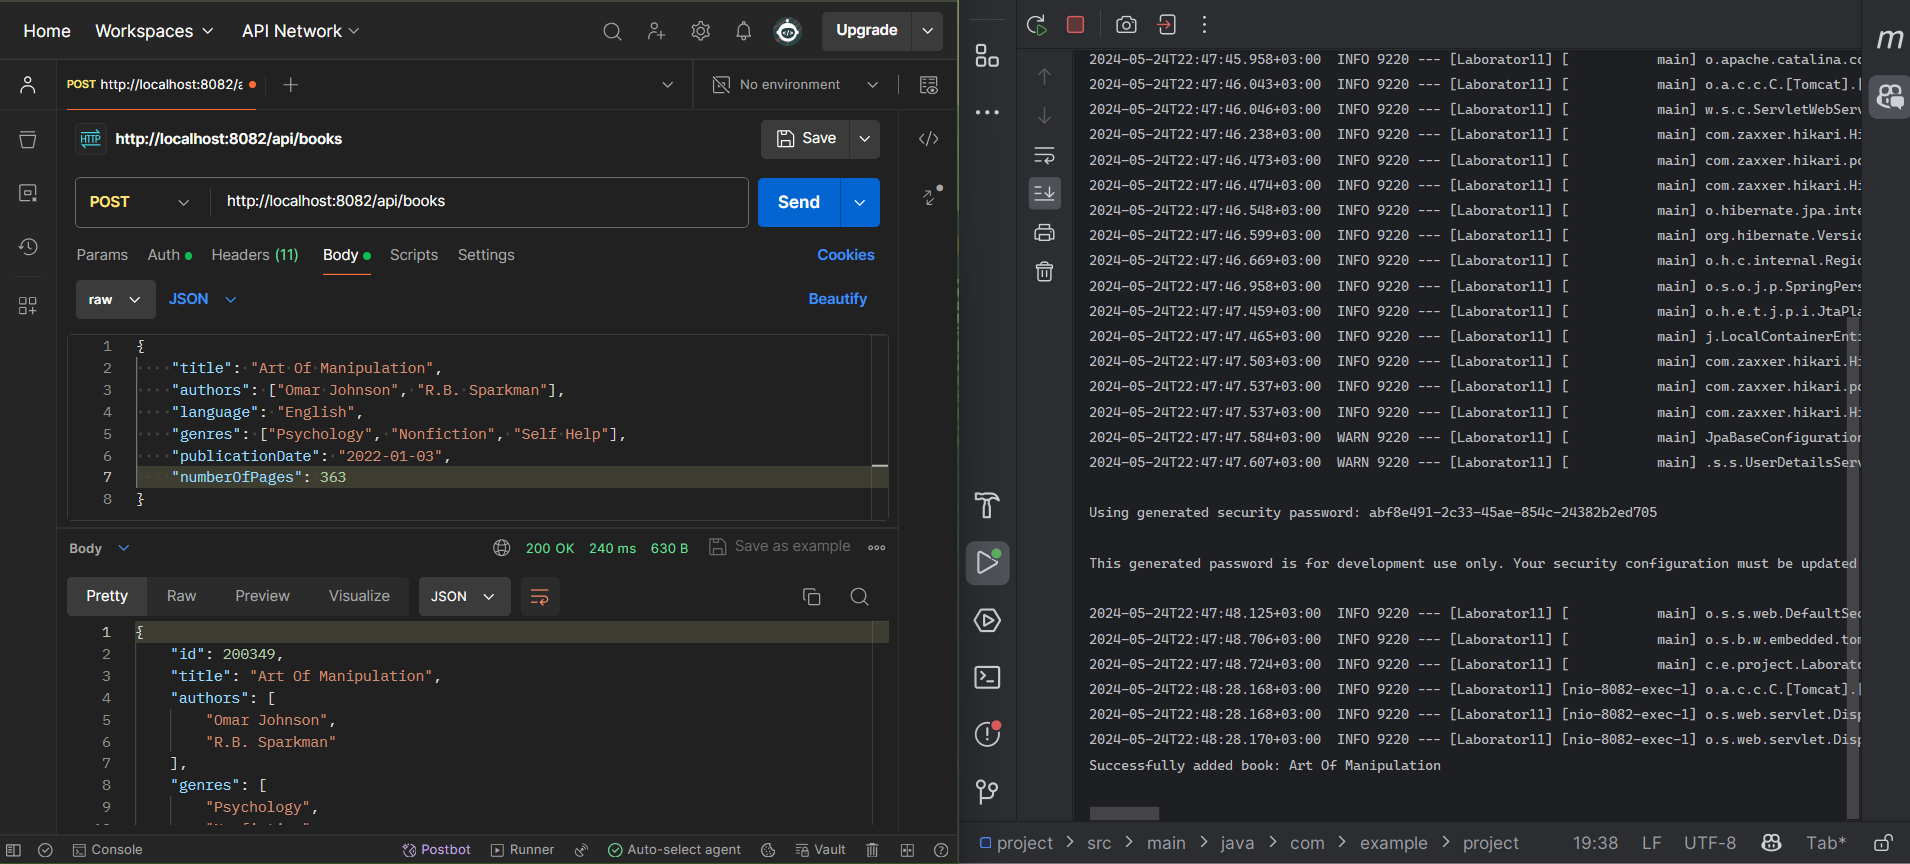 Home Workspaces API Network Upgrade
POST http://localhost:8082/a No environment
HTTP http://localhost:8082/api/books Save
POST http://localhost:8082/api/books Send
Params Auth Headers (11) Body Scripts Settings Cookies
raw JSON Beautify
1 {
2 "title": "Art Of Manipulation",
3 "authors": ["Omar Johnson", "R.B. Sparkman"],
4 "language": "English",
5 "genres": ["Psychology", "Nonfiction", "Self Help"],
6 "publicationDate": "2022-01-03",
7 "numberOfPages": 363
8 }
Body 200 OK 240 ms 630 B Save as example
Pretty Raw Preview Visualize JSON
1 {
2 "id": 200349,
3 "title": "Art Of Manipulation",
4 "authors": [
5 "Omar Johnson",
6 "R.B. Sparkman"
7 ],
8 "genres": [
9 "Psychology",
Console Postbot Runner Auto-select agent Vault
m
2024-05-24T22:47:45.958+03:00 INFO 9220 --- [Laborator11] [ main] o.apache.catalina.co
2024-05-24T22:47:46.043+03:00 INFO 9220 --- [Laborator11] [ main] o.a.c.c.C.[Tomcat].[
2024-05-24T22:47:46.046+03:00 INFO 9220 --- [Laborator11] [ main] w.s.c.ServletWebServ
2024-05-24T22:47:46.238+03:00 INFO 9220 --- [Laborator11] [ main] com.zaxxer.hikari.Hi
2024-05-24T22:47:46.473+03:00 INFO 9220 --- [Laborator11] [ main] com.zaxxer.hikari.po
2024-05-24T22:47:46.474+03:00 INFO 9220 --- [Laborator11] [ main] com.zaxxer.hikari.Hi
2024-05-24T22:47:46.548+03:00 INFO 9220 --- [Laborator11] [ main] o.hibernate.jpa.inte
2024-05-24T22:47:46.599+03:00 INFO 9220 --- [Laborator11] [ main] org.hibernate.Versio
2024-05-24T22:47:46.669+03:00 INFO 9220 --- [Laborator11] [ main] o.h.c.internal.Regio
2024-05-24T22:47:46.958+03:00 INFO 9220 --- [Laborator11] [ main] o.s.o.j.p.SpringPers
2024-05-24T22:47:47.459+03:00 INFO 9220 --- [Laborator11] [ main] o.h.e.t.j.p.i.JtaPla
2024-05-24T22:47:47.465+03:00 INFO 9220 --- [Laborator11] [ main] j.LocalContainerEnti
2024-05-24T22:47:47.503+03:00 INFO 9220 --- [Laborator11] [ main] com.zaxxer.hikari.Hi
2024-05-24T22:47:47.537+03:00 INFO 9220 --- [Laborator11] [ main] com.zaxxer.hikari.po
2024-05-24T22:47:47.537+03:00 INFO 9220 --- [Laborator11] [ main] com.zaxxer.hikari.Hi
2024-05-24T22:47:47.584+03:00 WARN 9220 --- [Laborator11] [ main] JpaBaseConfiguration
2024-05-24T22:47:47.607+03:00 WARN 9220 --- [Laborator11] [ main] .s.s.UserDetailsServ
Using generated security password: abf8e491-2c33-45ae-854c-24382b2ed705
This generated password is for development use only. Your security configuration must be updated
2024-05-24T22:47:48.125+03:00 INFO 9220 --- [Laborator11] [ main] o.s.s.web.DefaultSec
2024-05-24T22:47:48.706+03:00 INFO 9220 --- [Laborator11] [ main] o.s.b.w.embedded.tom
2024-05-24T22:47:48.724+03:00 INFO 9220 --- [Laborator11] [ main] c.e.project.Laborato
2024-05-24T22:48:28.168+03:00 INFO 9220 --- [Laborator11] [nio-8082-exec-1] o.a.c.c.C.[Tomcat].[
2024-05-24T22:48:28.168+03:00 INFO 9220 --- [Laborator11] [nio-8082-exec-1] o.s.web.servlet.Disp
2024-05-24T22:48:28.170+03:00 INFO 9220 --- [Laborator11] [nio-8082-exec-1] o.s.web.servlet.Disp
Successfully added book: Art Of Manipulation
project > src > main > java > com > example > project 19:38 LF UTF-8 Tab*